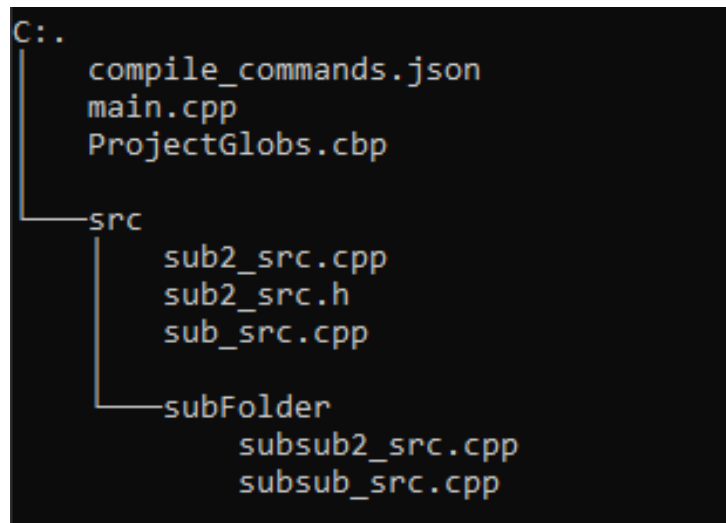 C:.
compile_commands.json
main.cpp
ProjectGlobs.cbp
src
sub2_src.cpp
sub2_src.h
sub_src.cpp
subFolder
subsub2_src.cpp
subsub_src.cpp